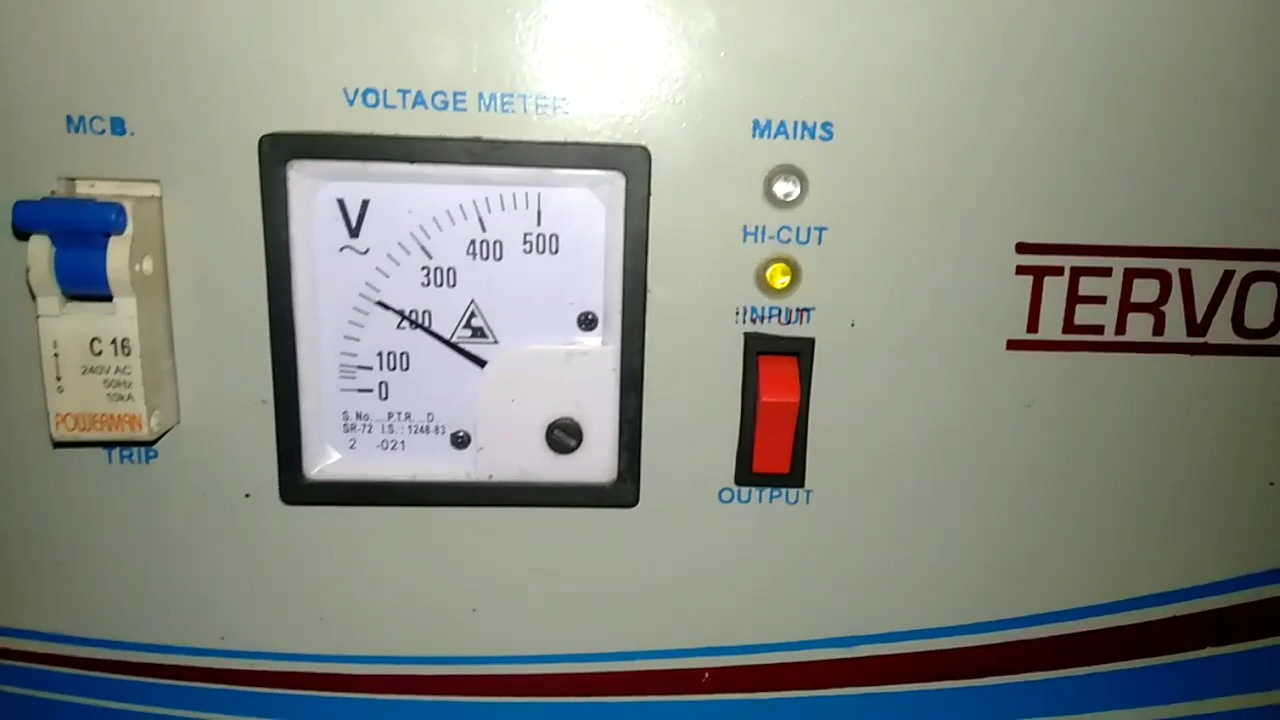 MCB.
C 16
240V AC
50Hz
10kA
POWERMAN
TRIP
VOLTAGE METER
V
~
0
100
200
300
400
500
S. No. ... P.T.R. ... D.
SR-72 I.S. : 1248-83
2 -021
MAINS
HI-CUT
INPUT
OUTPUT
TERVO